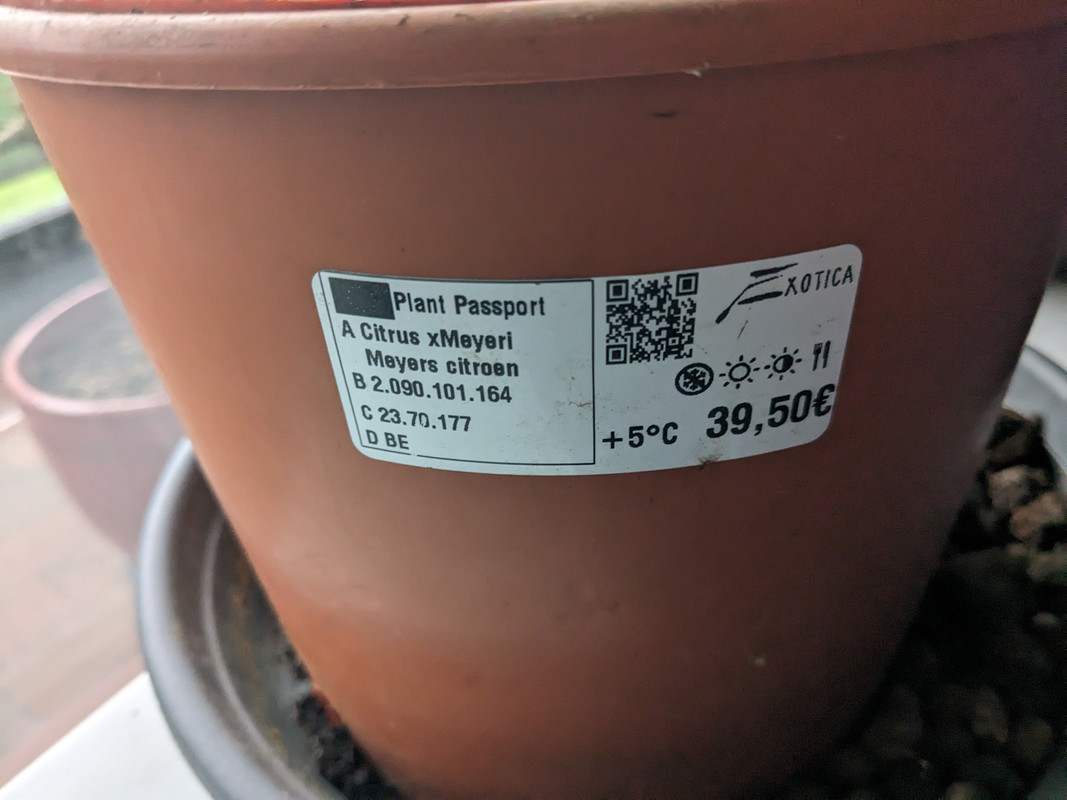 Plant Passport
A Citrus xMeyeri
Meyers citroen
B 2.090.101.164
C 23.70.177
D BE
EXOTICA
+5°C
39,50€